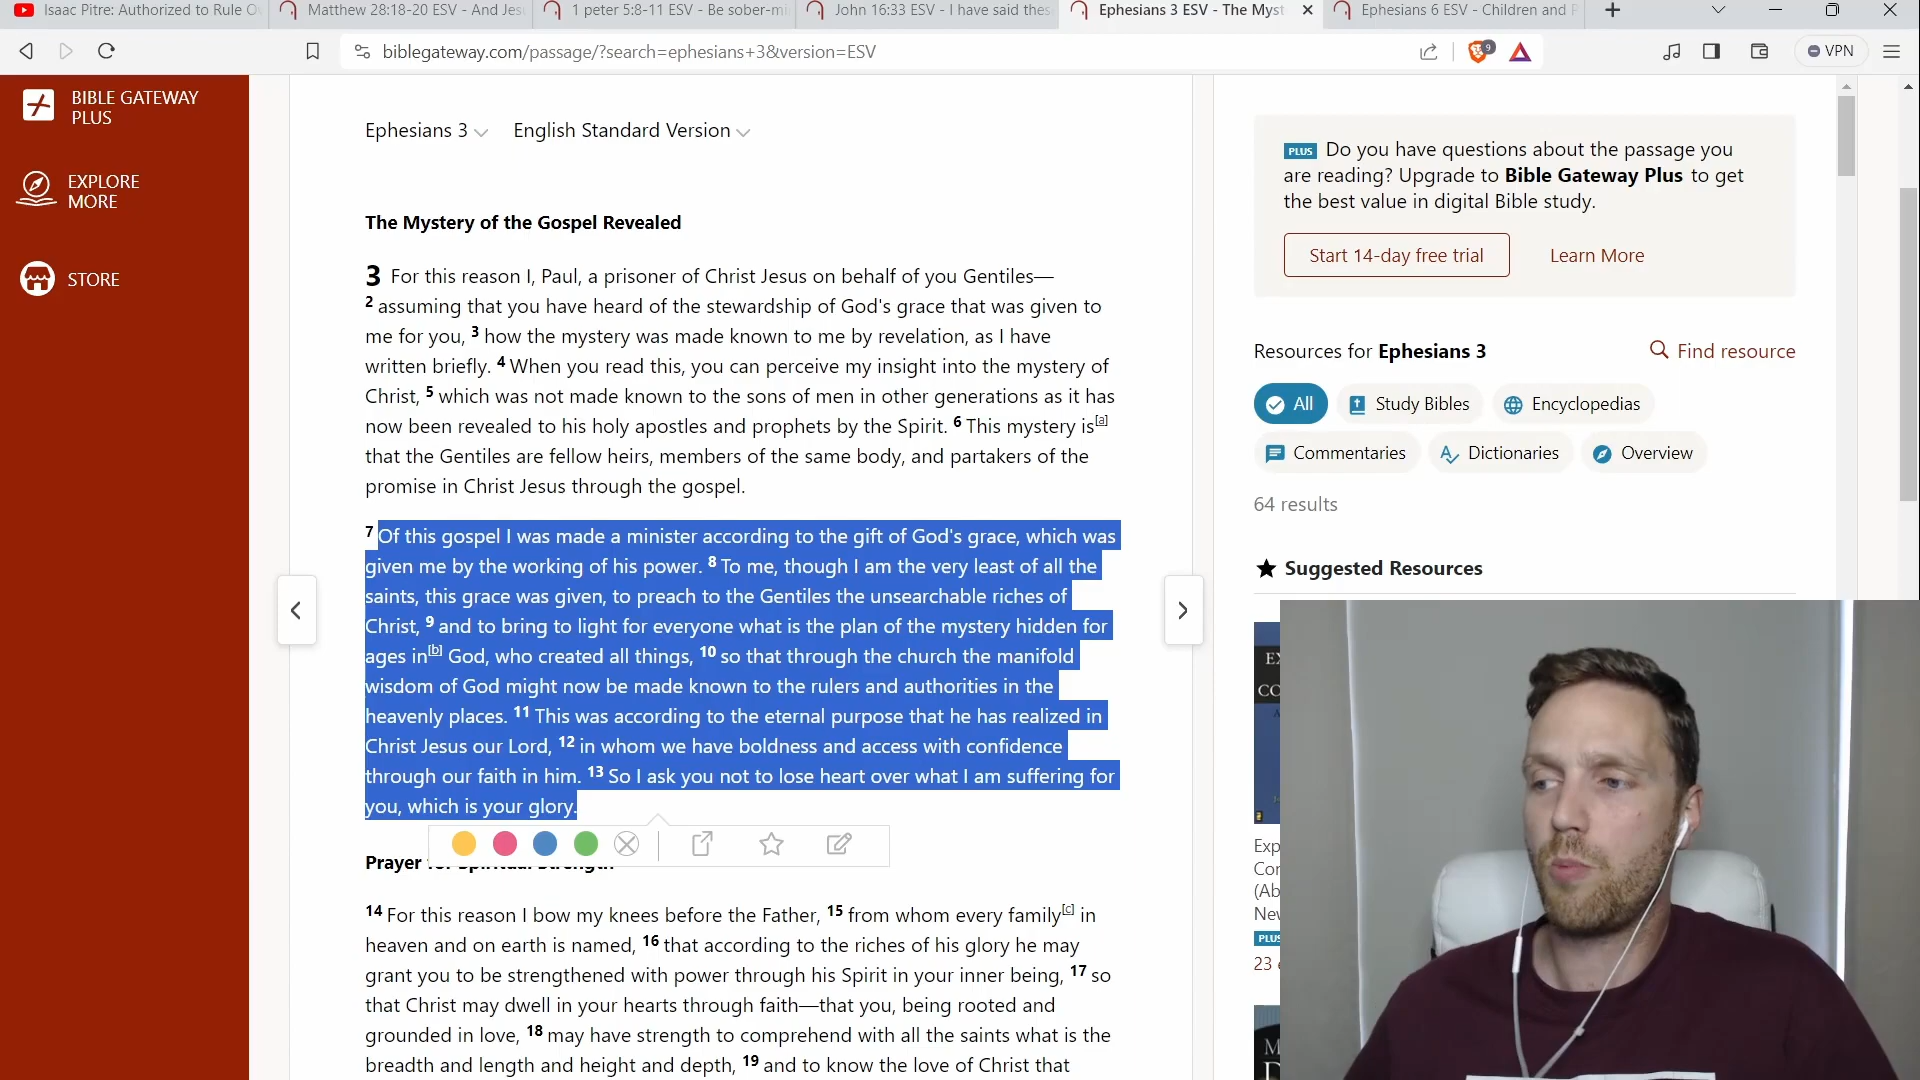 Isaac Pitre: Authorized to Rule O
Matthew 28:18-20 ESV - And Jes
1 peter 5:8-11 ESV - Be sober-mi
John 16:33 ESV - I have said thes
Ephesians 3 ESV - The Myst
Ephesians 6 ESV - Children and P
biblegateway.com/passage/?search=ephesians+3&version=ESV
9
VPN
BIBLE GATEWAY
PLUS
EXPLORE
MORE
STORE
Ephesians 3
English Standard Version
The Mystery of the Gospel Revealed
3 For this reason I, Paul, a prisoner of Christ Jesus on behalf of you Gentiles—
2 assuming that you have heard of the stewardship of God's grace that was given to
me for you, 3 how the mystery was made known to me by revelation, as I have
written briefly. 4 When you read this, you can perceive my insight into the mystery of
Christ, 5 which was not made known to the sons of men in other generations as it has
now been revealed to his holy apostles and prophets by the Spirit. 6 This mystery is[a]
that the Gentiles are fellow heirs, members of the same body, and partakers of the
promise in Christ Jesus through the gospel.
7 Of this gospel I was made a minister according to the gift of God's grace, which was
given me by the working of his power. 8 To me, though I am the very least of all the
saints, this grace was given, to preach to the Gentiles the unsearchable riches of
Christ, 9 and to bring to light for everyone what is the plan of the mystery hidden for
ages in[b] God, who created all things, 10 so that through the church the manifold
wisdom of God might now be made known to the rulers and authorities in the
heavenly places. 11 This was according to the eternal purpose that he has realized in
Christ Jesus our Lord, 12 in whom we have boldness and access with confidence
through our faith in him. 13 So I ask you not to lose heart over what I am suffering for
you, which is your glory.
Prayer for Spiritual Strength
14 For this reason I bow my knees before the Father, 15 from whom every family[c] in
heaven and on earth is named, 16 that according to the riches of his glory he may
grant you to be strengthened with power through his Spirit in your inner being, 17 so
that Christ may dwell in your hearts through faith—that you, being rooted and
grounded in love, 18 may have strength to comprehend with all the saints what is the
breadth and length and height and depth, 19 and to know the love of Christ that
PLUS Do you have questions about the passage you
are reading? Upgrade to Bible Gateway Plus to get
the best value in digital Bible study.
Start 14-day free trial
Learn More
Resources for Ephesians 3
Find resource
All
Study Bibles
Encyclopedias
Commentaries
Dictionaries
Overview
64 results
Suggested Resources
EX
CO
Exp
Cor
(Ab
Nev
PLUS
23
M